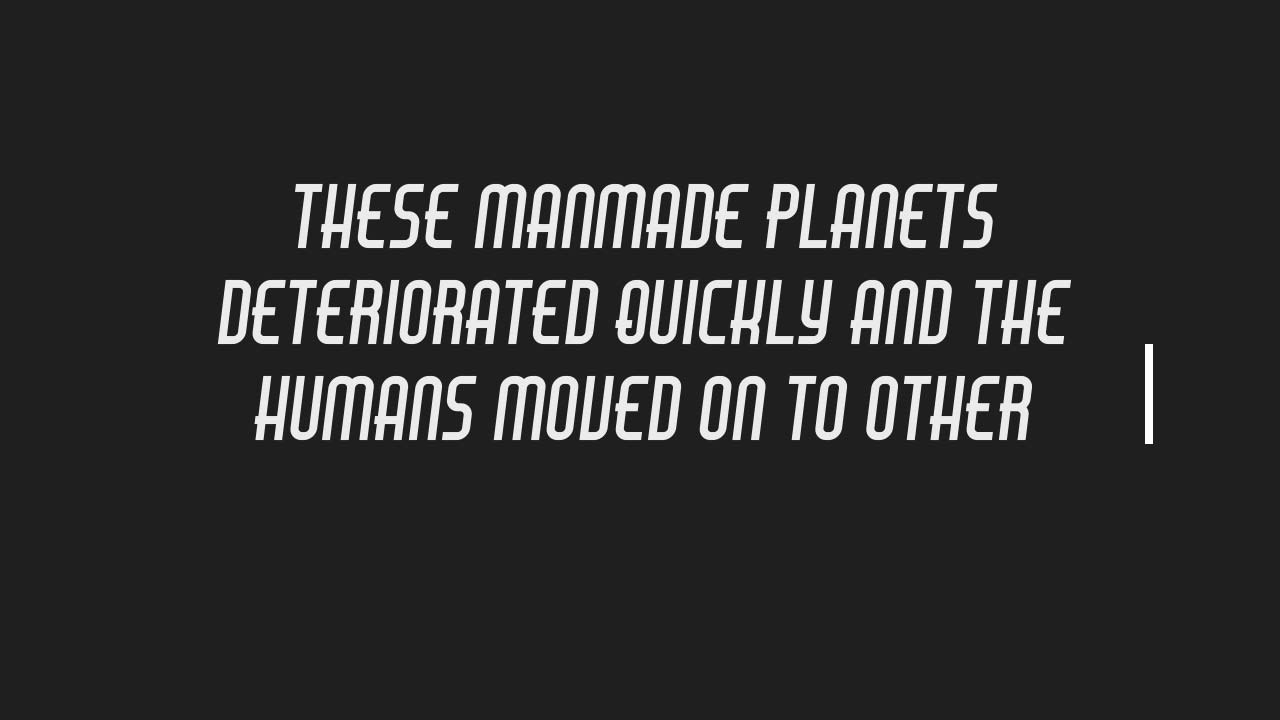 THESE MANMADE PLANETS
DETERIORATED QUICKLY AND THE
HUMANS MOVED ON TO OTHER